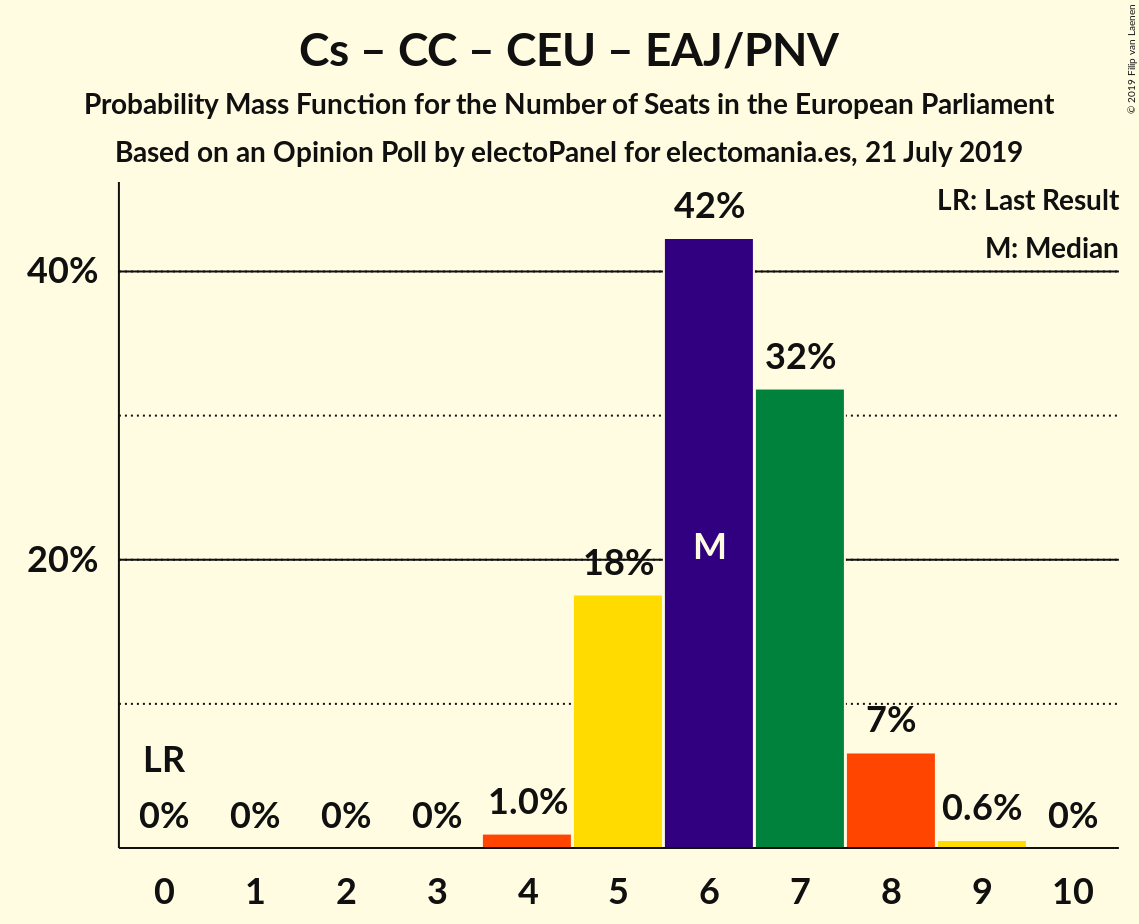 Cs – CC – CEU – EAJ/PNV
Probability Mass Function for the Number of Seats in the European Parliament
Based on an Opinion Poll by electoPanel for electomania.es, 21 July 2019
© 2019 Filip van Laenen
LR: Last Result
M: Median
42%
40%
32%
20%
18%
M
7%
LR
0% 0% 0% 0% 1.0% 0.6% 0%
0 1 2 3 4 5 6 7 8 9 10